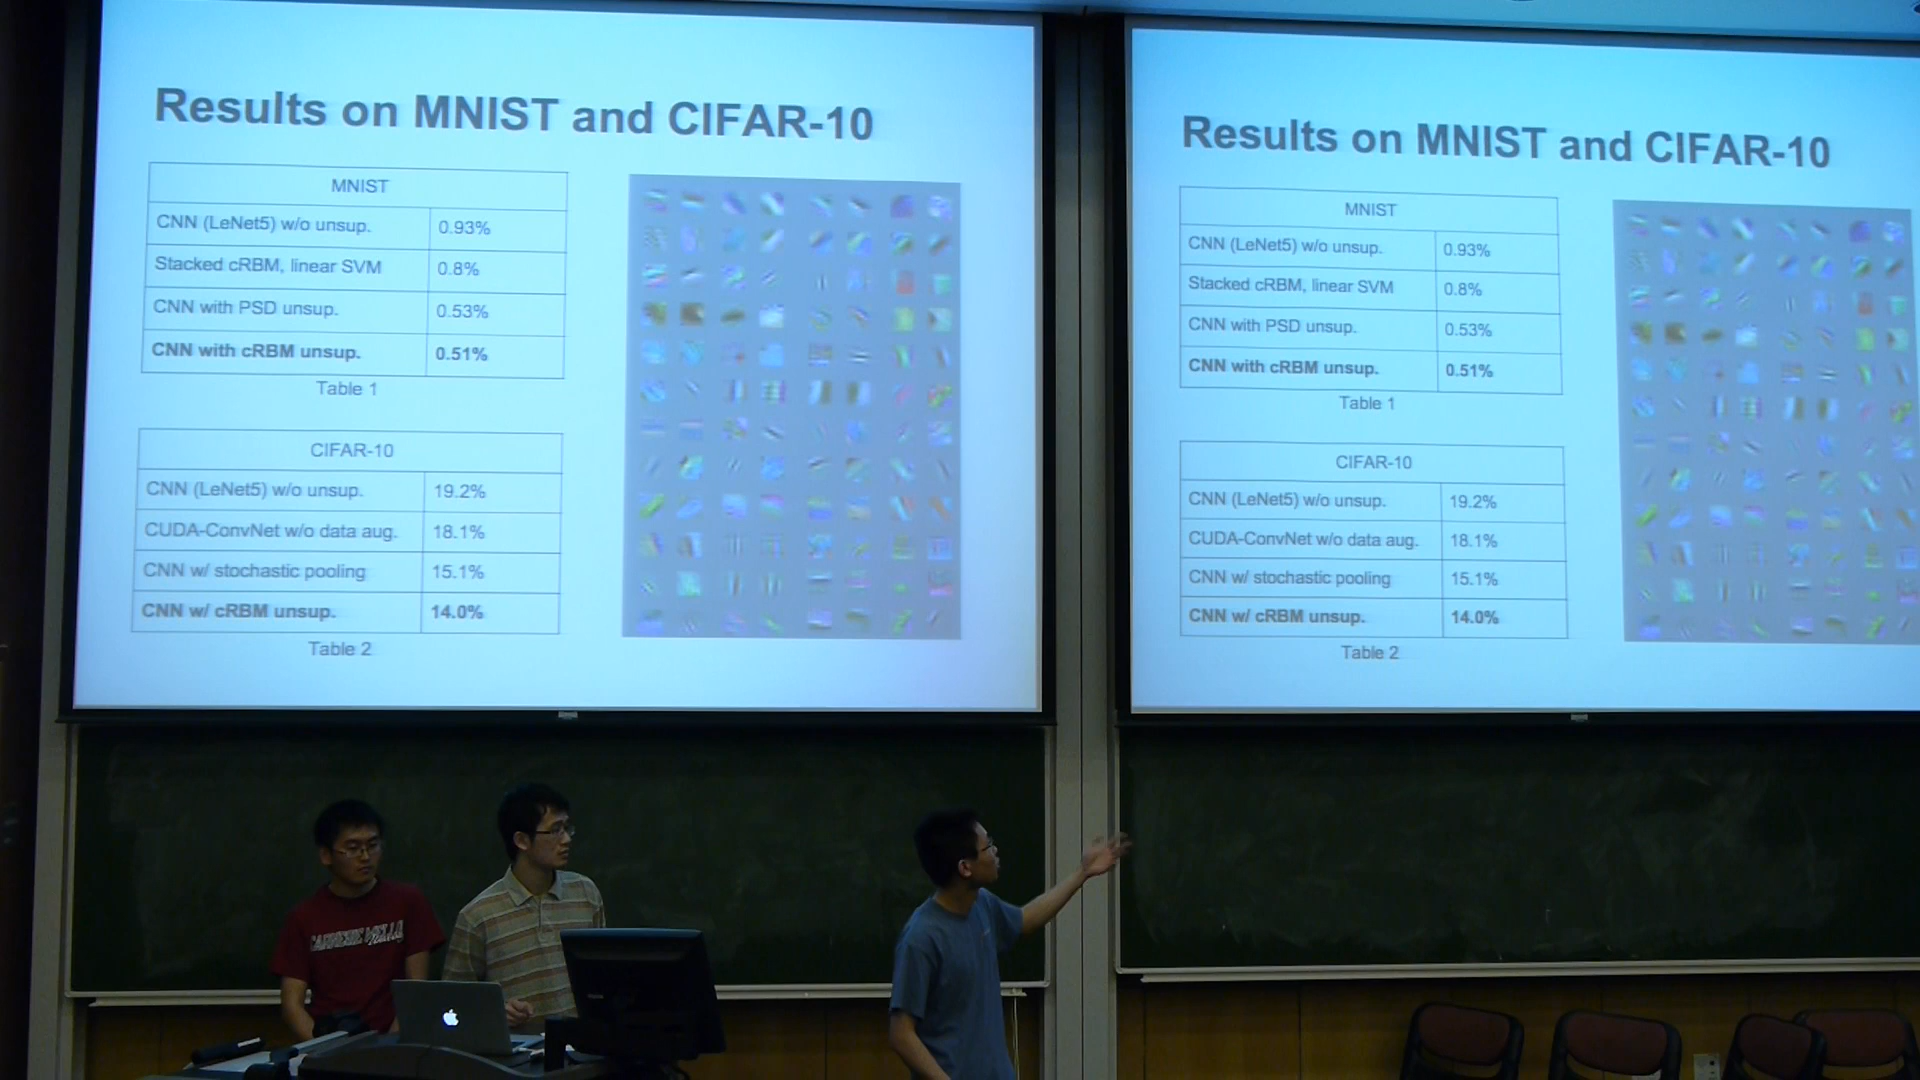 Results on MNIST and CIFAR-10
MNIST
CNN (LeNet5) w/o unsup. 0.93%
Stacked cRBM, linear SVM 0.8%
CNN with PSD unsup. 0.53%
CNN with cRBM unsup. 0.51%
Table 1
CIFAR-10
CNN (LeNet5) w/o unsup. 19.2%
CUDA-ConvNet w/o data aug. 18.1%
CNN w/ stochastic pooling 15.1%
CNN w/ cRBM unsup. 14.0%
Table 2
Results on MNIST and CIFAR-10
MNIST
CNN (LeNet5) w/o unsup. 0.93%
Stacked cRBM, linear SVM 0.8%
CNN with PSD unsup. 0.53%
CNN with cRBM unsup. 0.51%
Table 1
CIFAR-10
CNN (LeNet5) w/o unsup. 19.2%
CUDA-ConvNet w/o data aug. 18.1%
CNN w/ stochastic pooling 15.1%
CNN w/ cRBM unsup. 14.0%
Table 2
CARNEGIE MELLON